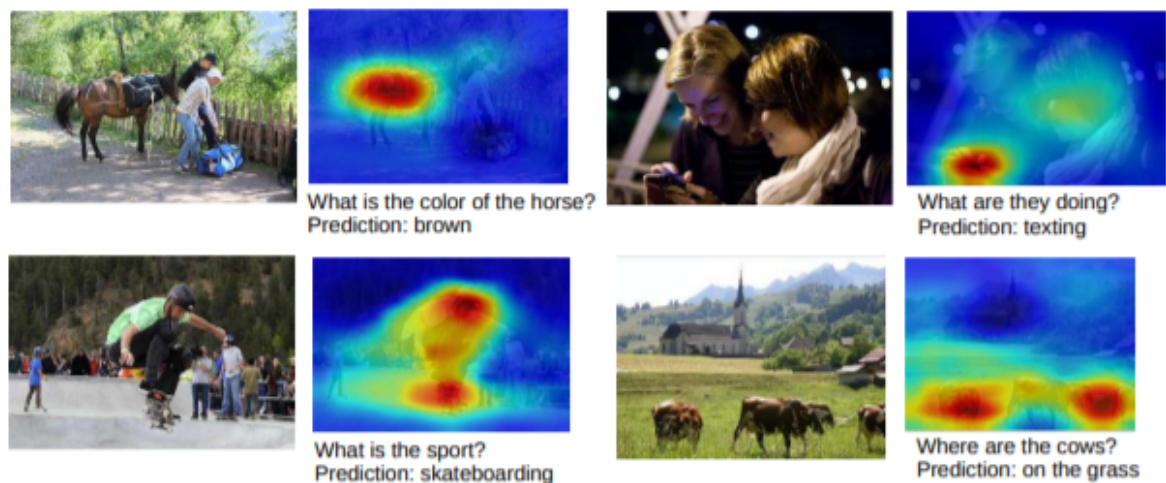 What is the color of the horse?
Prediction: brown
What are they doing?
Prediction: texting
What is the sport?
Prediction: skateboarding
Where are the cows?
Prediction: on the grass